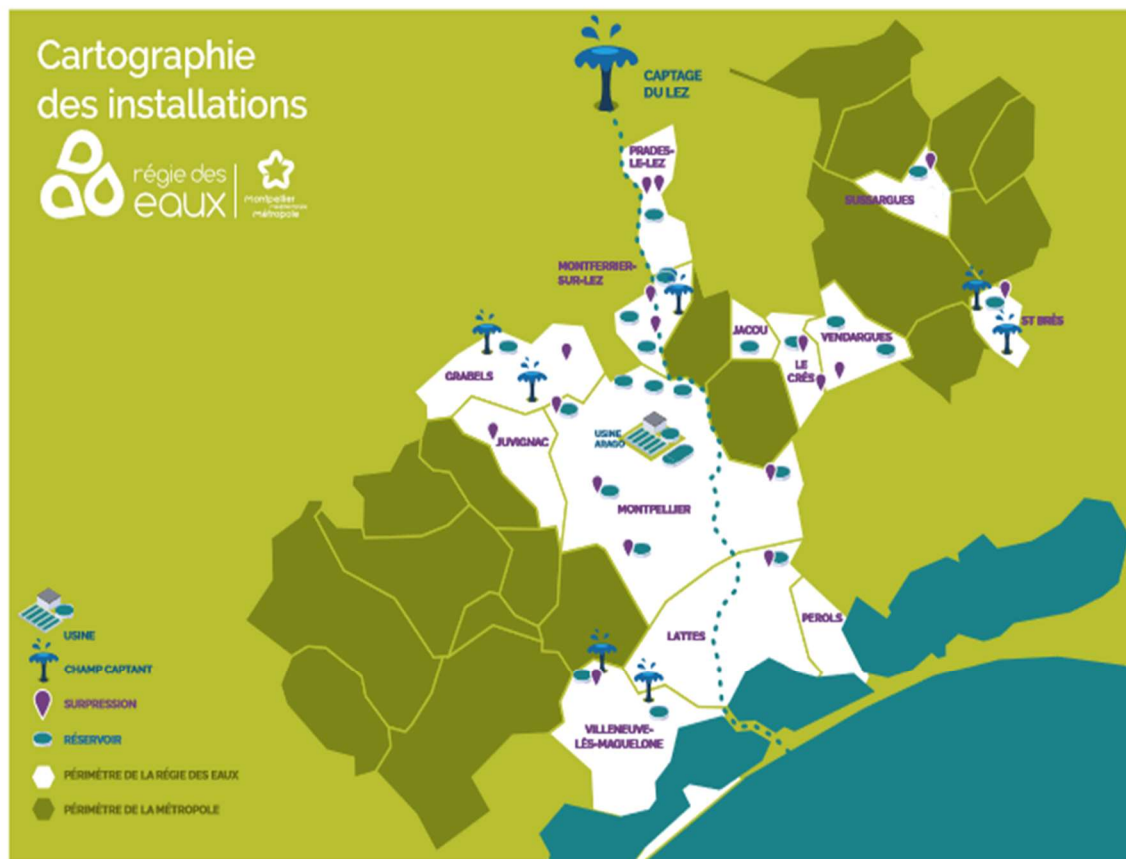 Cartographie
des installations
régie des
eaux
montpellier
métropole
CAPTAGE
DU LEZ
PRADES-
LE-LEZ
SUSSARGUES
MONTFERRIER-
SUR-LEZ
JACOU
VENDARGUES
ST BRÈS
LE
CRÈS
GRABELS
JUVIGNAC
USINE
ARAGO
MONTPELLIER
LATTES
PEROLS
VILLENEUVE-
LÈS-MAGUELONE
USINE
CHAMP CAPTANT
SURPRESSION
RÉSERVOIR
PÉRIMÈTRE DE LA RÉGIE DES EAUX
PÉRIMÈTRE DE LA MÉTROPOLE